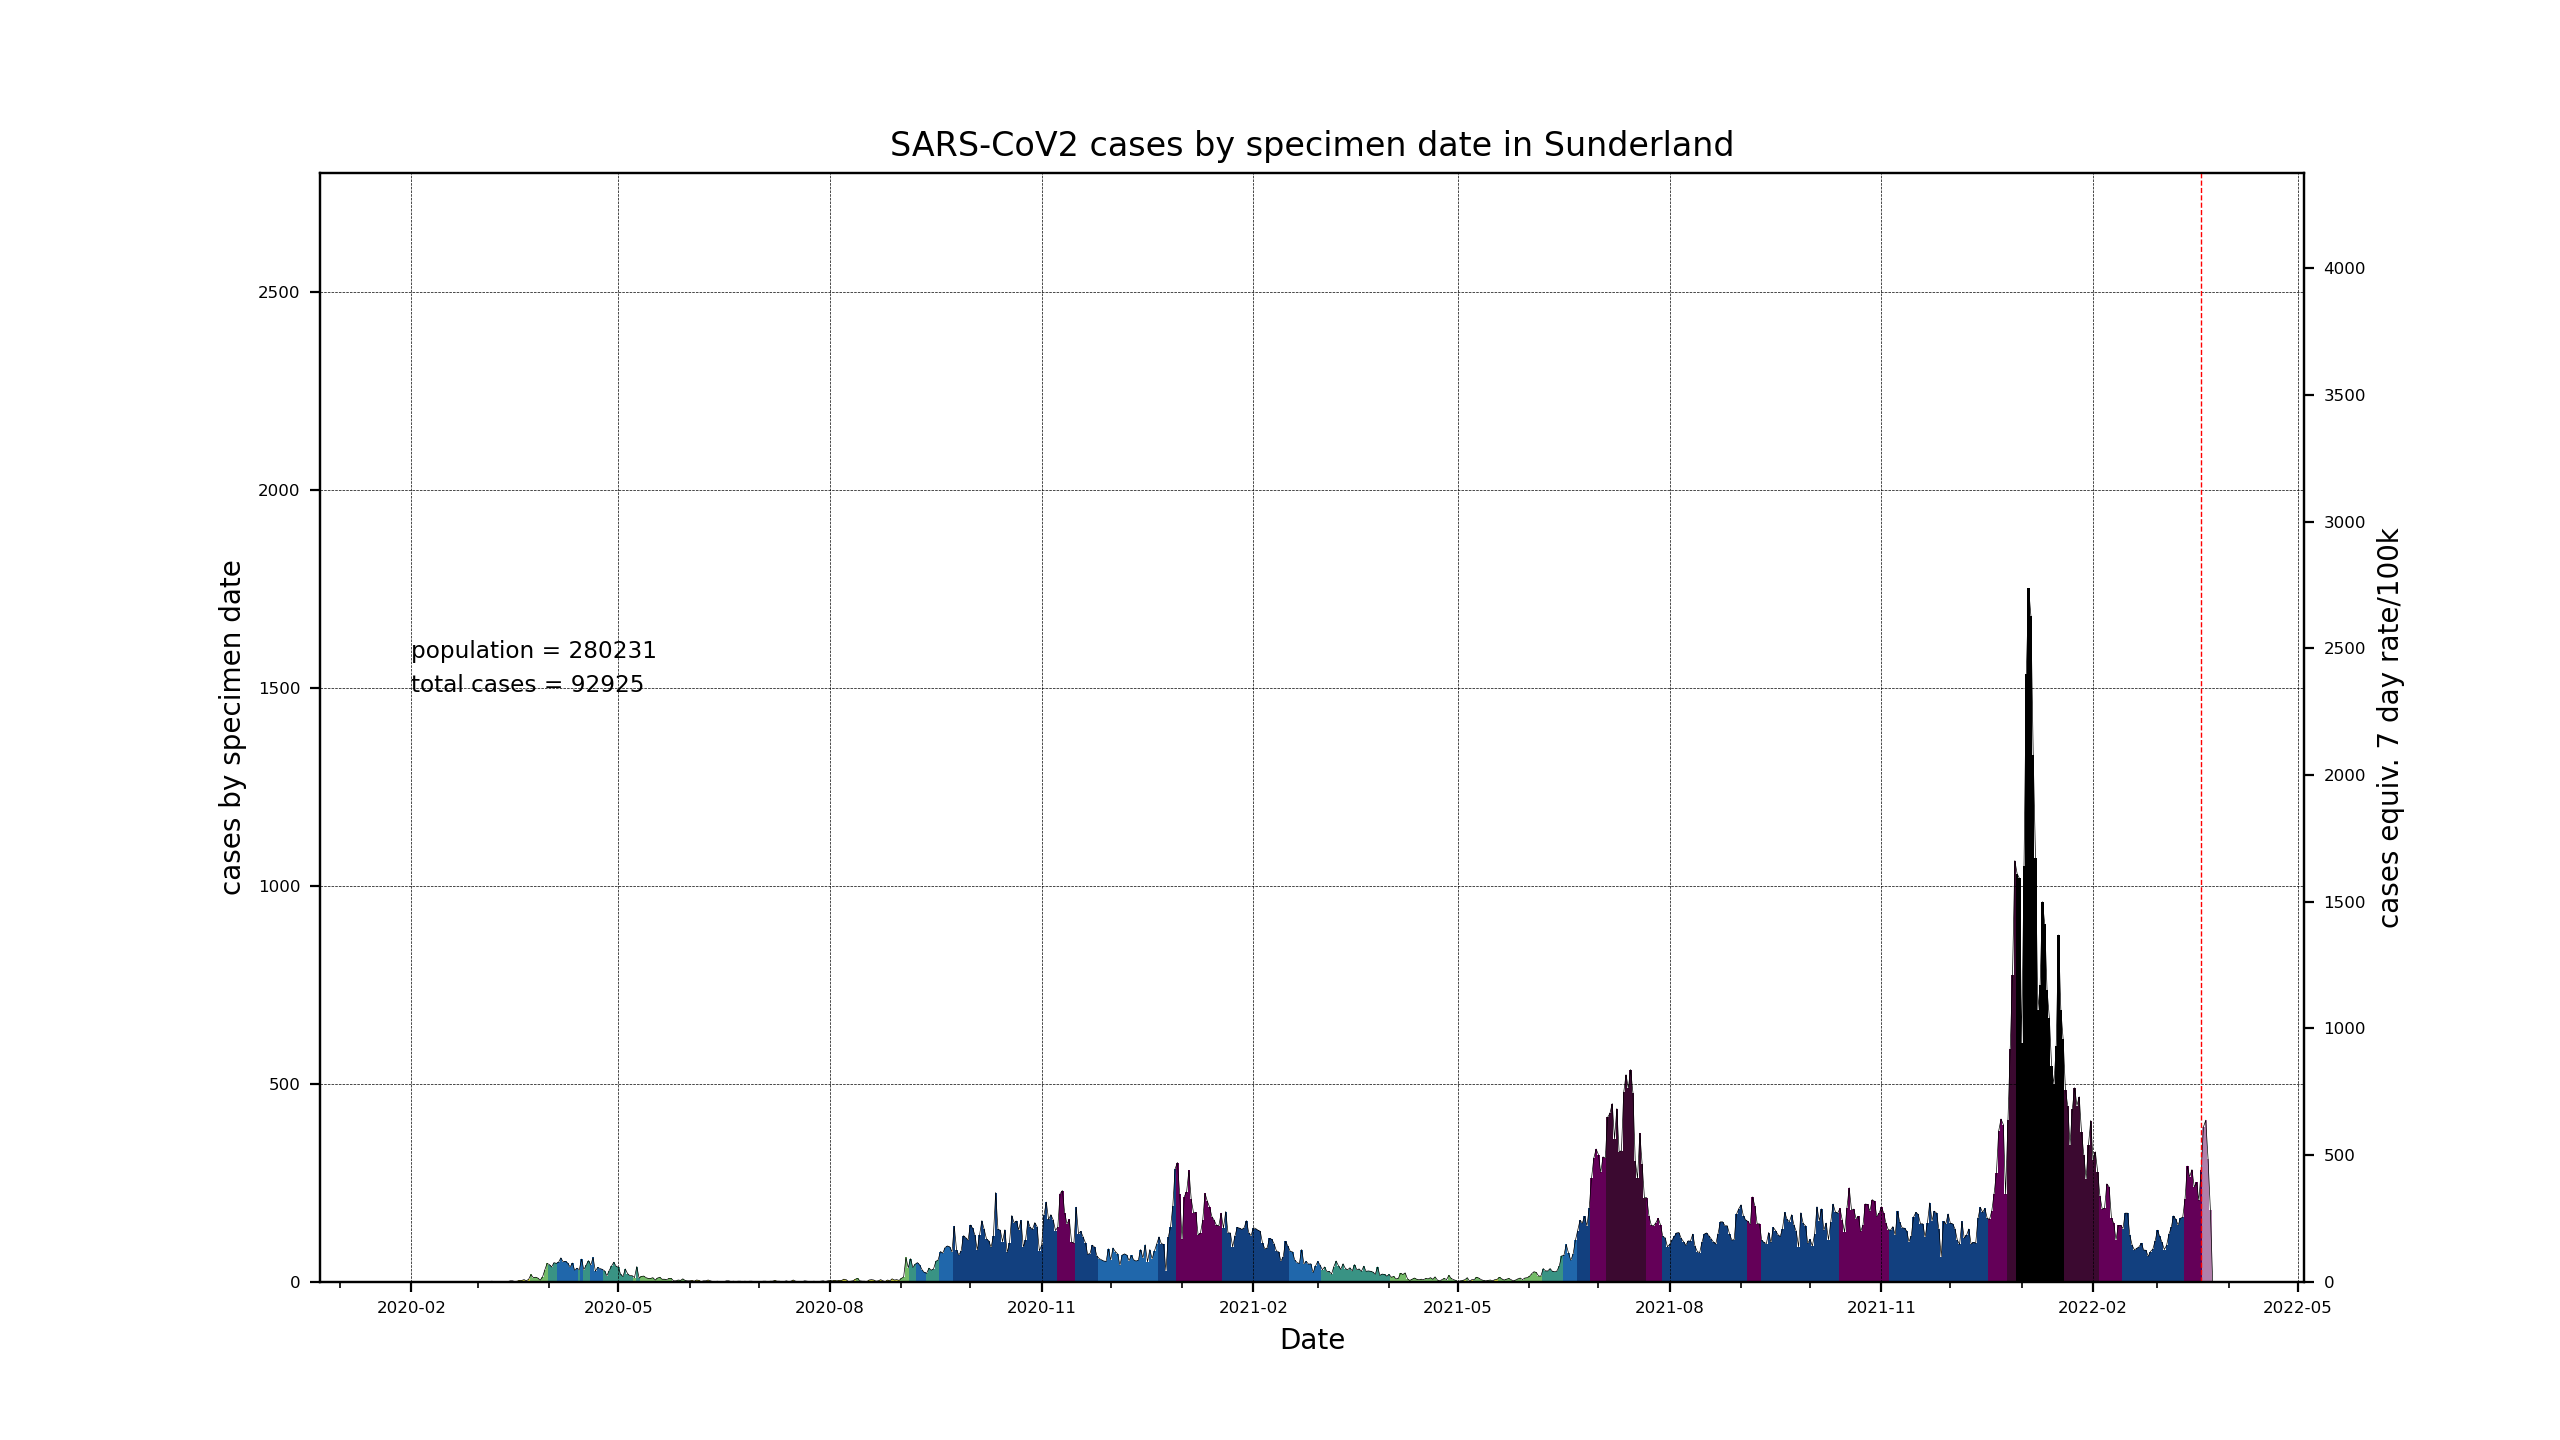 SARS-CoV2 cases by specimen date in Sunderland
cases by specimen date
2500
2000
1500
1000
500
0
population = 280231
total cases = 92925
4000
3500
3000
2500
2000
1500
1000
500
0
cases equiv. 7 day rate/100k
2020-02 2020-05 2020-08 2020-11 2021-02 2021-05 2021-08 2021-11 2022-02 2022-05
Date